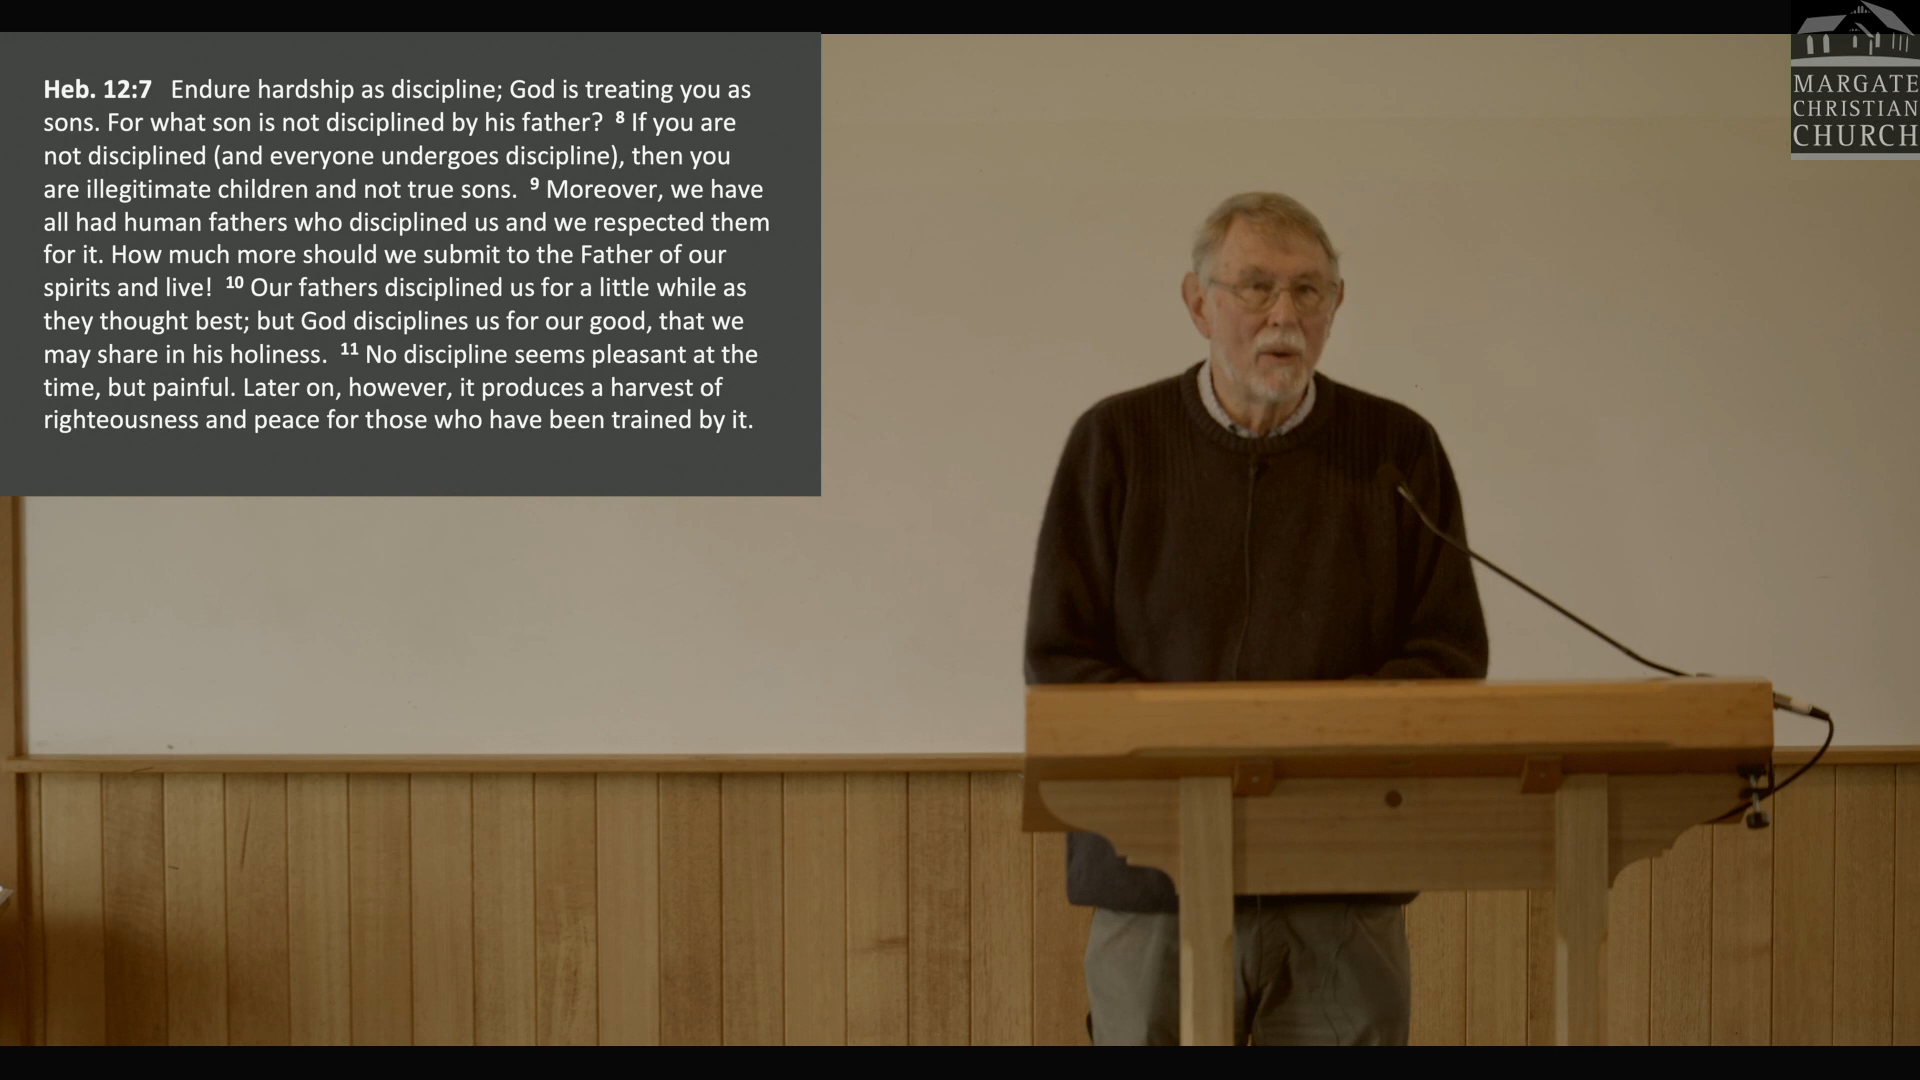 Heb. 12:7 Endure hardship as discipline; God is treating you as
sons. For what son is not disciplined by his father? 8 If you are
not disciplined (and everyone undergoes discipline), then you
are illegitimate children and not true sons. 9 Moreover, we have
all had human fathers who disciplined us and we respected them
for it. How much more should we submit to the Father of our
spirits and live! 10 Our fathers disciplined us for a little while as
they thought best; but God disciplines us for our good, that we
may share in his holiness. 11 No discipline seems pleasant at the
time, but painful. Later on, however, it produces a harvest of
righteousness and peace for those who have been trained by it.
MARGATE
CHRISTIAN
CHURCH